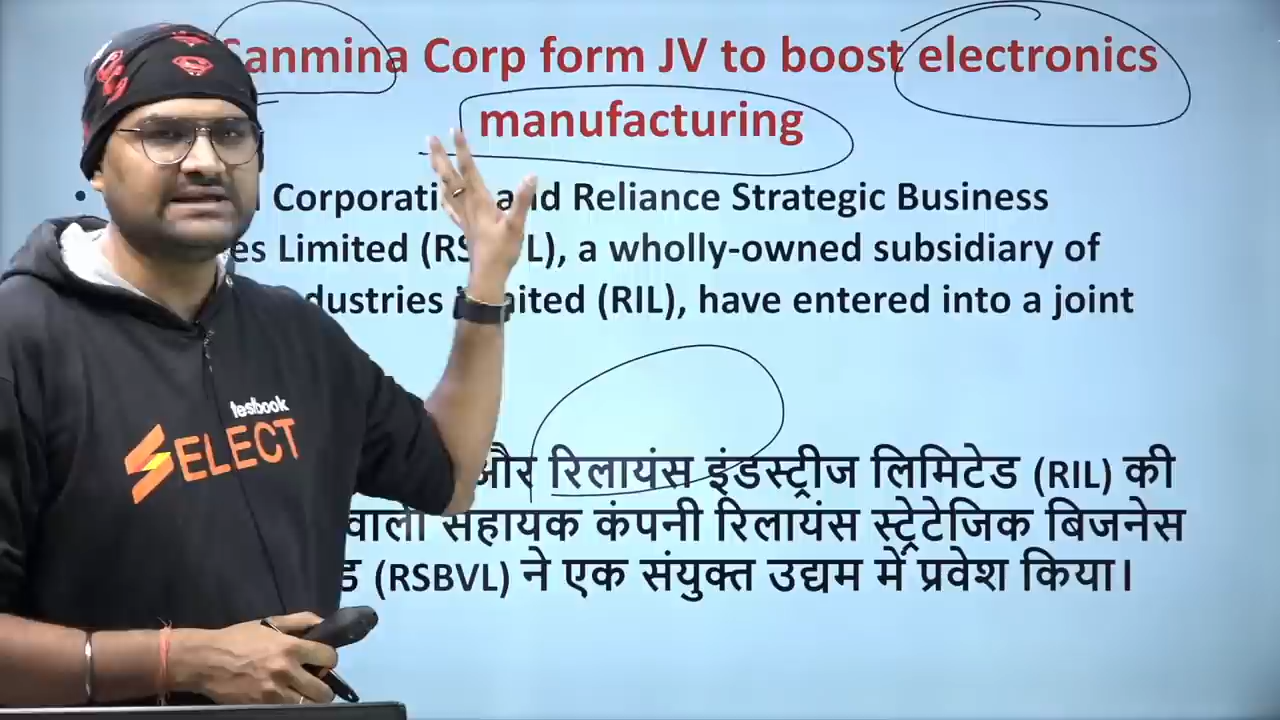 Sanmina Corp form JV to boost electronics
manufacturing
Corporati and Reliance Strategic Business
es Limited (RS VL), a wholly-owned subsidiary of
dustries ited (RIL), have entered into a joint
और रिलायंस इंडस्ट्रीज लिमिटेड (RIL) की
वाली सहायक कंपनी रिलायंस स्ट्रेटेजिक बिजनेस
ड (RSBVL) ने एक संयुक्त उद्यम में प्रवेश किया।
testbook
SELECT